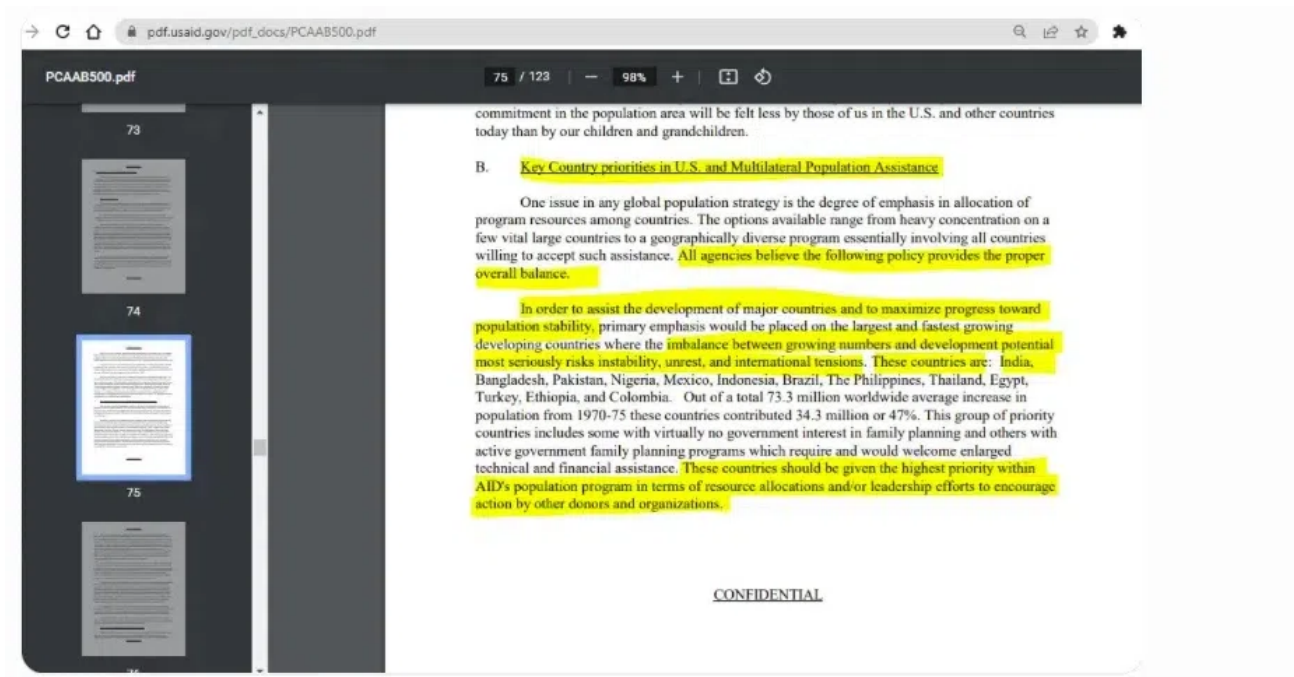 pdf.usaid.gov/pdf_docs/PCAAB500.pdf
PCAAB500.pdf
75 / 123
98%
73
74
75
commitment in the population area will be felt less by those of us in the U.S. and other countries
today than by our children and grandchildren.
B. Key Country priorities in U.S. and Multilateral Population Assistance
One issue in any global population strategy is the degree of emphasis in allocation of
program resources among countries. The options available range from heavy concentration on a
few vital large countries to a geographically diverse program essentially involving all countries
willing to accept such assistance. All agencies believe the following policy provides the proper
overall balance.
In order to assist the development of major countries and to maximize progress toward
population stability, primary emphasis would be placed on the largest and fastest growing
developing countries where the imbalance between growing numbers and development potential
most seriously risks instability, unrest, and international tensions. These countries are: India,
Bangladesh, Pakistan, Nigeria, Mexico, Indonesia, Brazil, The Philippines, Thailand, Egypt,
Turkey, Ethiopia, and Colombia. Out of a total 73.3 million worldwide average increase in
population from 1970-75 these countries contributed 34.3 million or 47%. This group of priority
countries includes some with virtually no government interest in family planning and others with
active government family planning programs which require and would welcome enlarged
technical and financial assistance. These countries should be given the highest priority within
AID's population program in terms of resource allocations and/or leadership efforts to encourage
action by other donors and organizations.
CONFIDENTIAL